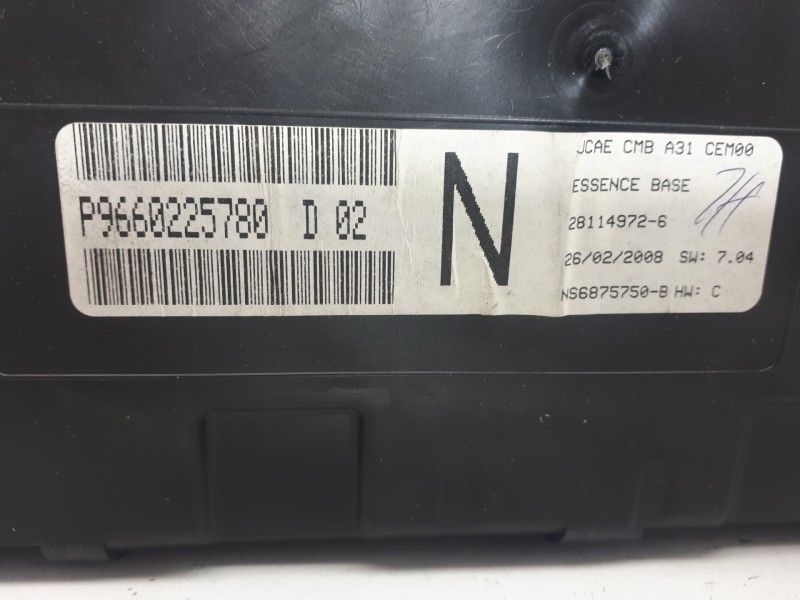 P9660225780 D 02
N
JCAE CMB A31 CEM00
ESSENCE BASE
28114972-6
26/02/2008 SW: 7.04
NS6875750-B HW: C